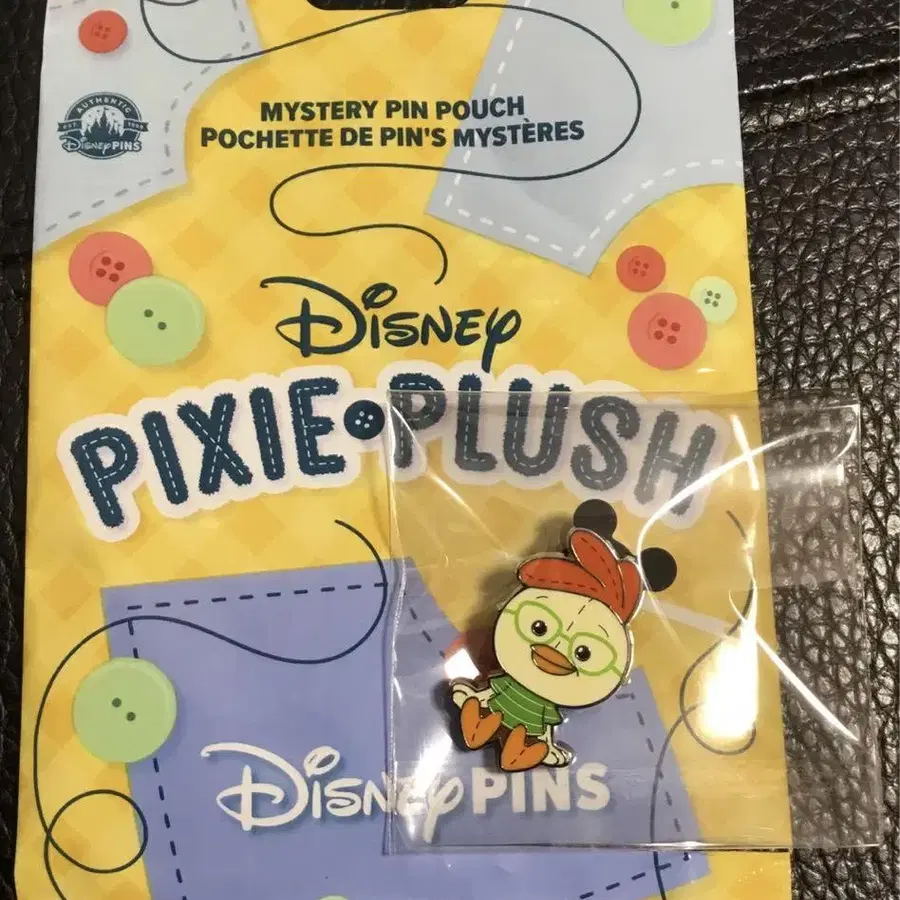 MYSTERY PIN POUCH
POCHETTE DE PIN'S MYSTÈRES
AUTHENTIC
EST. 1999
DISNEY PINS
DISNEY
PIXIE•PLUSH
DISNEY PINS